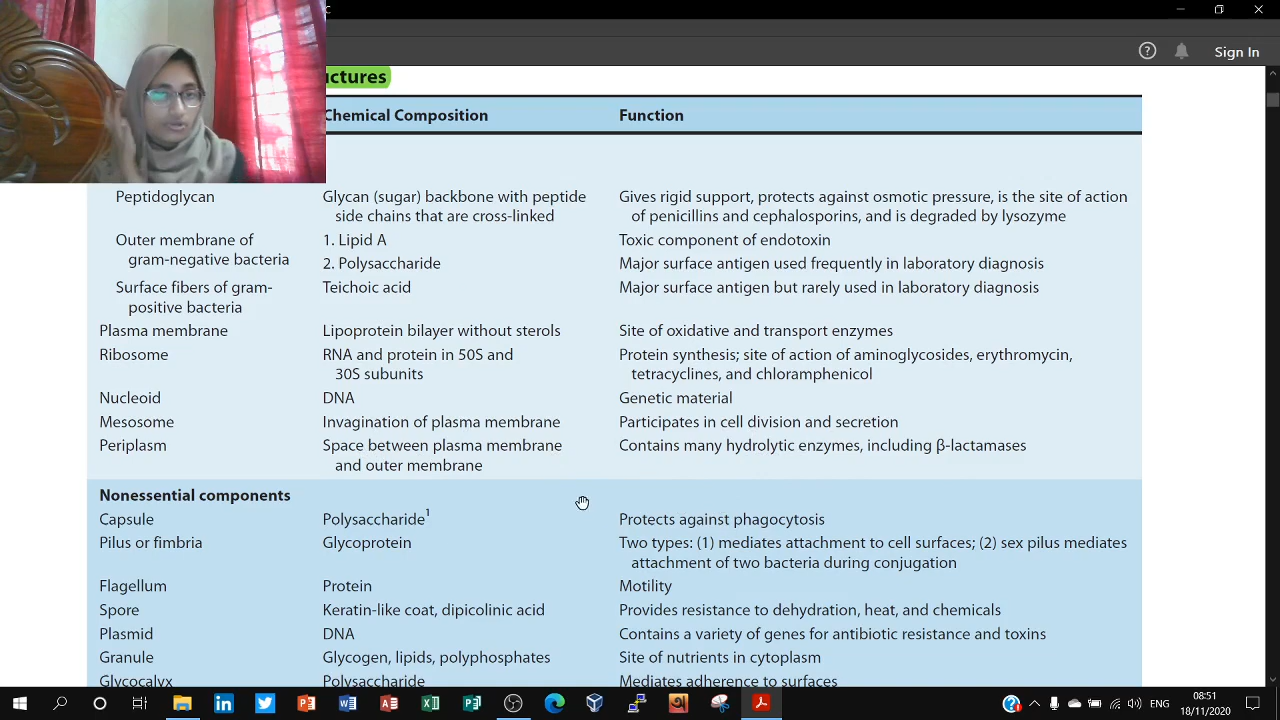 C
Sign In
uctures
Chemical Composition Function
Peptidoglycan Glycan (sugar) backbone with peptide Gives rigid support, protects against osmotic pressure, is the site of action
side chains that are cross-linked of penicillins and cephalosporins, and is degraded by lysozyme
Outer membrane of 1. Lipid A Toxic component of endotoxin
gram-negative bacteria 2. Polysaccharide Major surface antigen used frequently in laboratory diagnosis
Surface fibers of gram- Teichoic acid Major surface antigen but rarely used in laboratory diagnosis
positive bacteria
Plasma membrane Lipoprotein bilayer without sterols Site of oxidative and transport enzymes
Ribosome RNA and protein in 50S and Protein synthesis; site of action of aminoglycosides, erythromycin,
30S subunits tetracyclines, and chloramphenicol
Nucleoid DNA Genetic material
Mesosome Invagination of plasma membrane Participates in cell division and secretion
Periplasm Space between plasma membrane Contains many hydrolytic enzymes, including β-lactamases
and outer membrane
Nonessential components
Capsule Polysaccharide1 Protects against phagocytosis
Pilus or fimbria Glycoprotein Two types: (1) mediates attachment to cell surfaces; (2) sex pilus mediates
attachment of two bacteria during conjugation
Flagellum Protein Motility
Spore Keratin-like coat, dipicolinic acid Provides resistance to dehydration, heat, and chemicals
Plasmid DNA Contains a variety of genes for antibiotic resistance and toxins
Granule Glycogen, lipids, polyphosphates Site of nutrients in cytoplasm
Glycocalyx Polysaccharide Mediates adherence to surfaces
ENG 08:51
18/11/2020